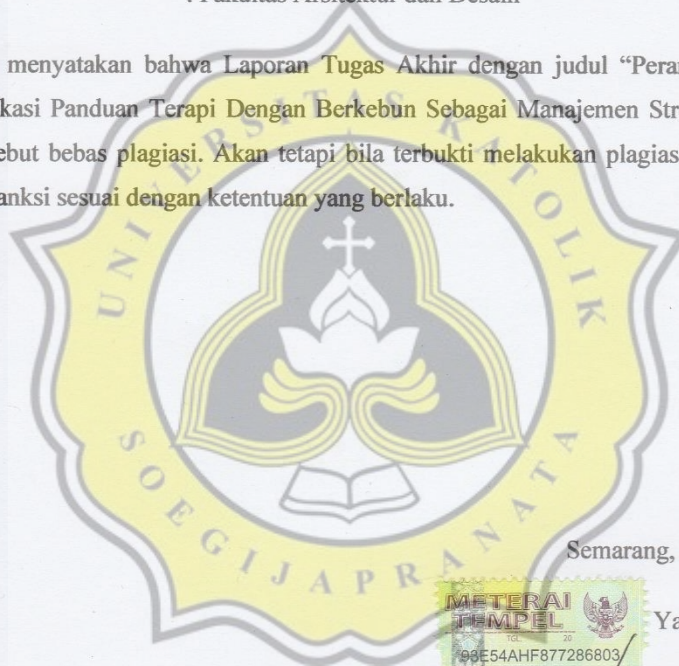 : Fakultas Arsitektur dan Desain
menyatakan bahwa Laporan Tugas Akhir dengan judul “Peran
kasi Panduan Terapi Dengan Berkebun Sebagai Manajemen Str
ebut bebas plagiasi. Akan tetapi bila terbukti melakukan plagias
anksi sesuai dengan ketentuan yang berlaku.
UNIVERSITAS KATOLIK
SOEGIJAPRANATA
Semarang,
METERAI
TEMPEL
TGL. 20
Ya
93E54AHF877286803